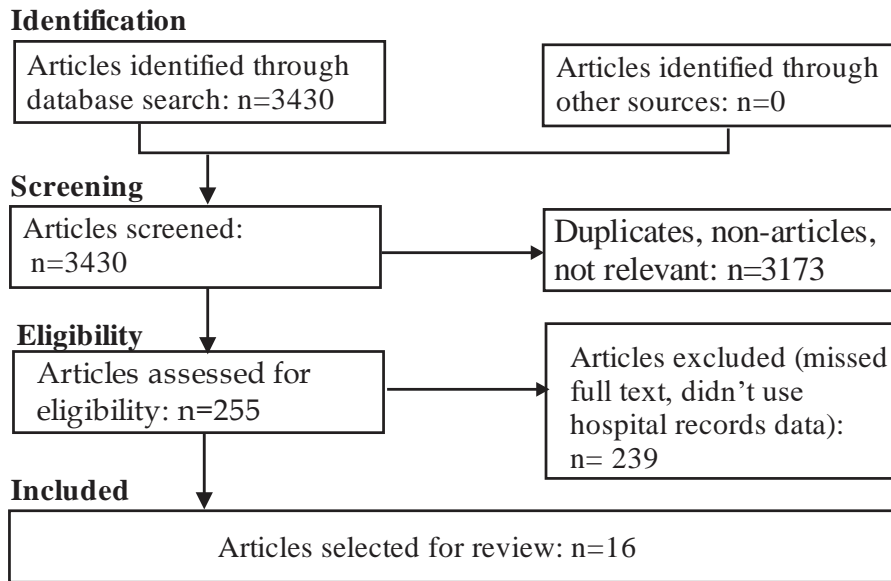 Identification
Articles identified through
database search: n=3430
Articles identified through
other sources: n=0
Screening
Articles screened:
n=3430
Duplicates, non-articles,
not relevant: n=3173
Eligibility
Articles assessed for
eligibility: n=255
Articles excluded (missed
full text, didn’t use
hospital records data):
n= 239
Included
Articles selected for review: n=16